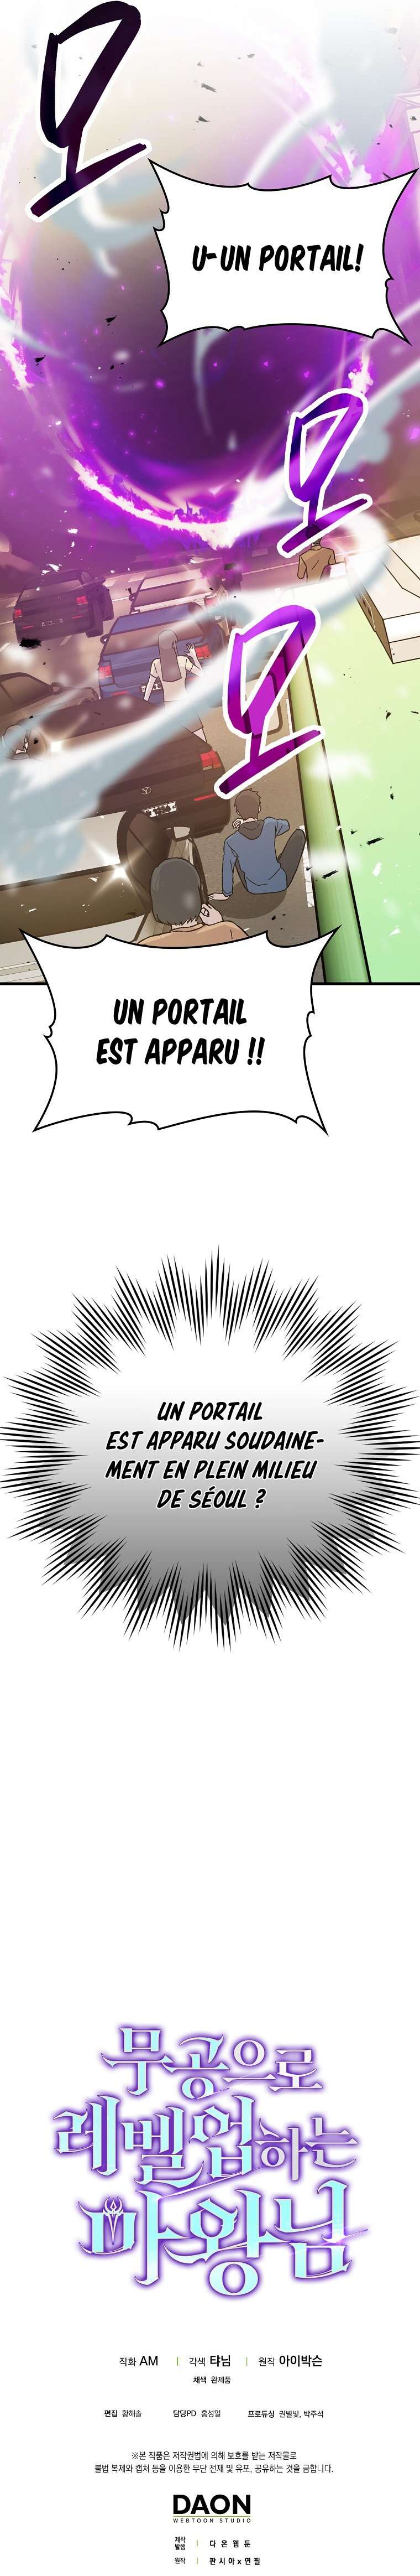 오
U-UN PORTAIL!
오
오
UN PORTAIL
EST APPARU !!
UN PORTAIL
EST APPARU SOUDAINE-
MENT EN PLEIN MILIEU
DE SÉOUL ?
무공으로
레벨업하는
마왕님
작화 AM | 각색 탸님 | 원작 아이박슨
채색 완제품
편집 황해솔 담당PD 홍성일 프로듀싱 권별빛, 박주석
※본 작품은 저작권법에 의해 보호를 받는 저작물로
불법 복제와 캡처 등을 이용한 무단 전재 및 유포, 공유하는 것을 금합니다.
DAON
WEBTOON STUDIO
제작
발행 | 다온웹툰
원작 | 판시아 x 연필